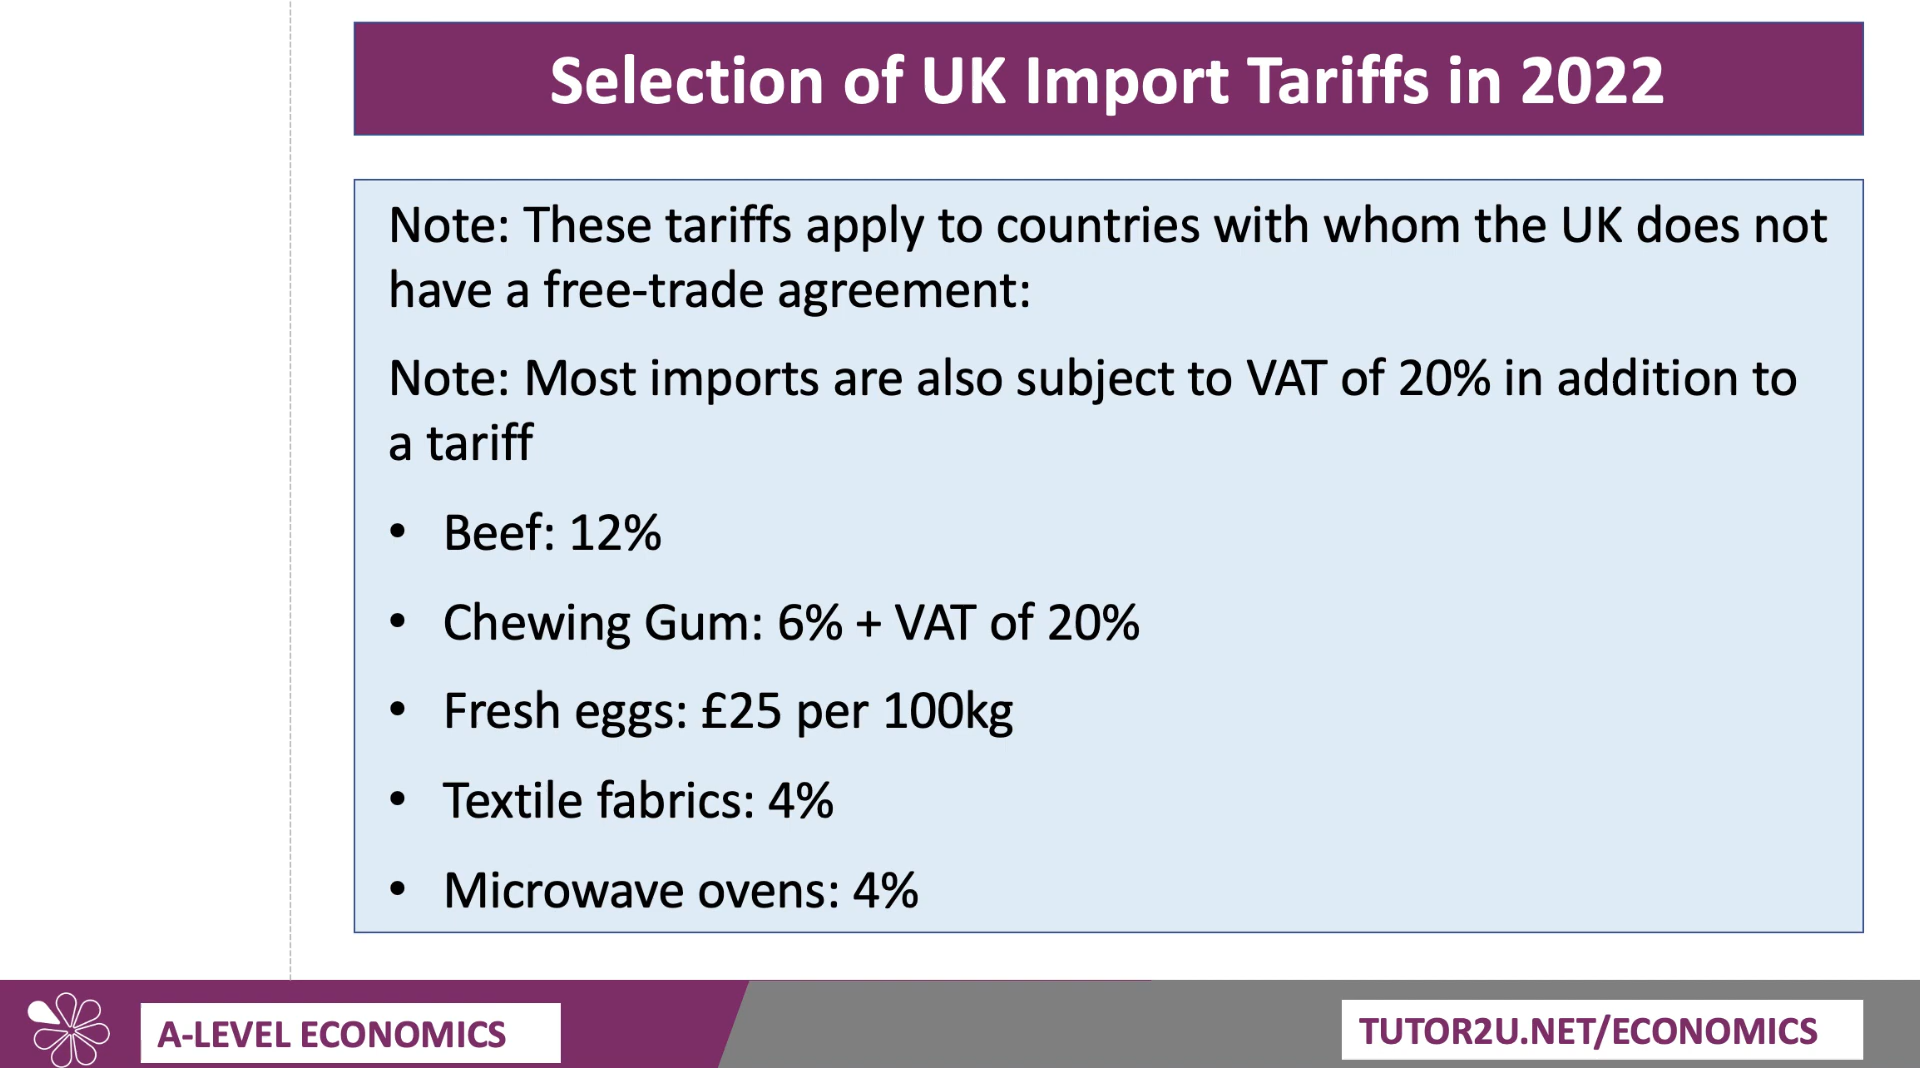 Selection of UK Import Tariffs in 2022
Note: These tariffs apply to countries with whom the UK does not
have a free-trade agreement:
Note: Most imports are also subject to VAT of 20% in addition to
a tariff
• Beef: 12%
• Chewing Gum: 6% + VAT of 20%
• Fresh eggs: £25 per 100kg
• Textile fabrics: 4%
• Microwave ovens: 4%
A-LEVEL ECONOMICS
TUTOR2U.NET/ECONOMICS